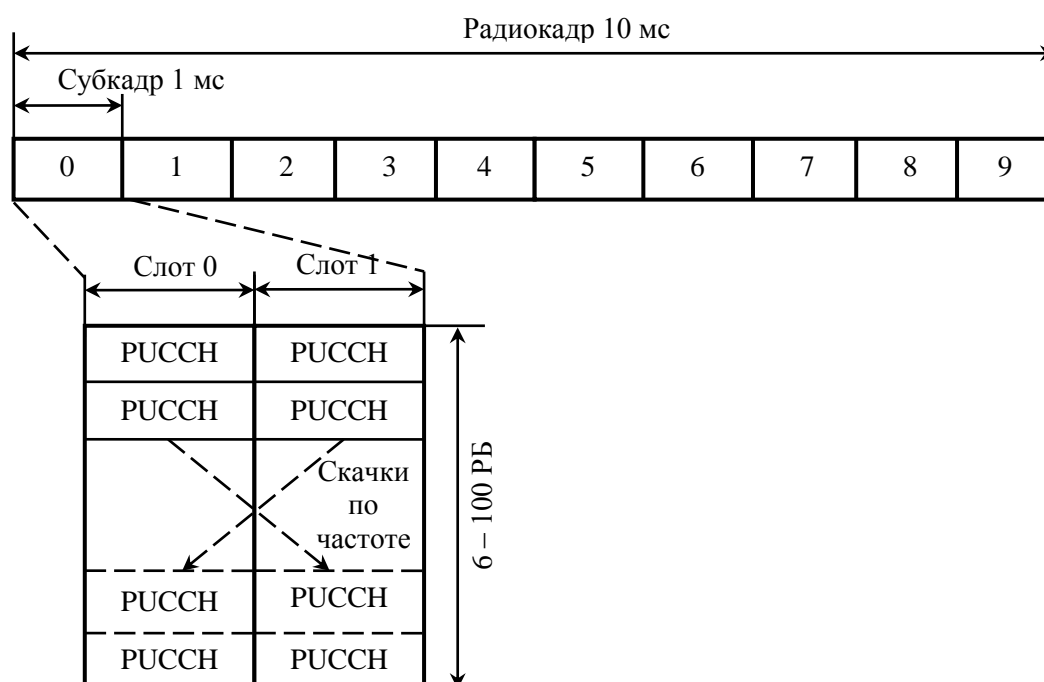 Радиокадр 10 мс
Субкадр 1 мс
0 1 2 3 4 5 6 7 8 9
Слот 0 Слот 1
PUCCH PUCCH
PUCCH PUCCH
Скачки
по
частоте
6 – 100 РБ
PUCCH PUCCH
PUCCH PUCCH